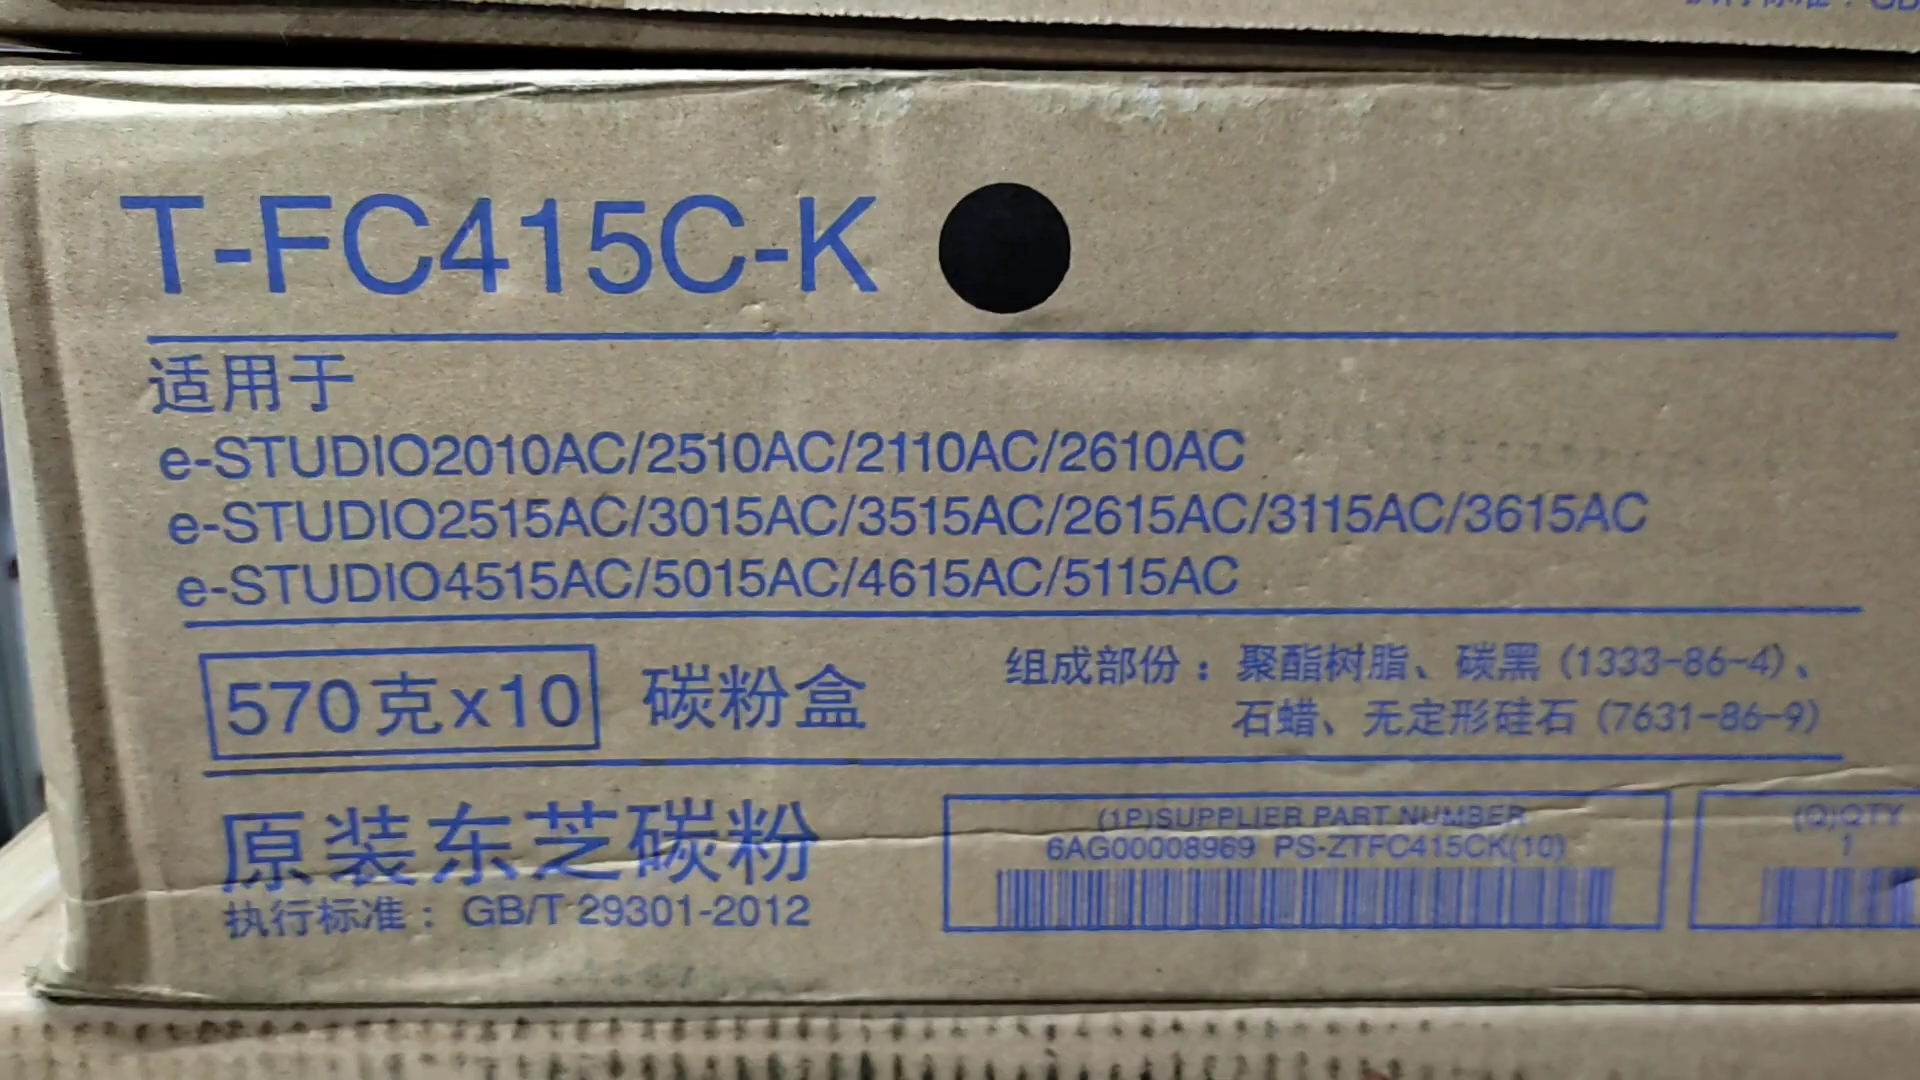 T-FC415C-K
适用于
e-STUDIO2010AC/2510AC/2110AC/2610AC
e-STUDIO2515AC/3015AC/3515AC/2615AC/3115AC/3615AC
e-STUDIO4515AC/5015AC/4615AC/5115AC
570克x10 碳粉盒
组成部份：聚酯树脂、碳黑 (1333-86-4)、
石蜡、无定形硅石 (7631-86-9)
原装东芝碳粉
执行标准：GB/T 29301-2012
(1P)SUPPLIER PART NUMBER
6AG00008969 PS-ZTFC415CK(10)
(Q)QTY
1